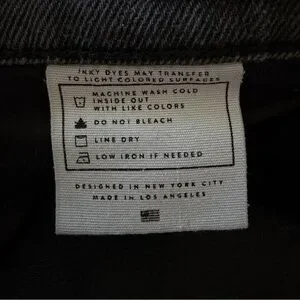 INKY DYES MAY TRANSFER
TO LIGHT COLORED SURFACES
MACHINE WASH COLD
INSIDE OUT
WITH LIKE COLORS
DO NOT BLEACH
LINE DRY
LOW IRON IF NEEDED
DESIGNED IN NEW YORK CITY
MADE IN LOS ANGELES